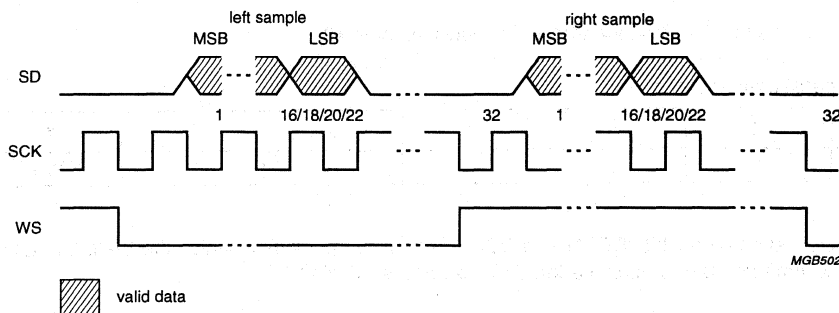 left sample
right sample
MSB LSB MSB LSB
SD
1 16/18/20/22 32 1 16/18/20/22 32
SCK
WS
MGB502
valid data